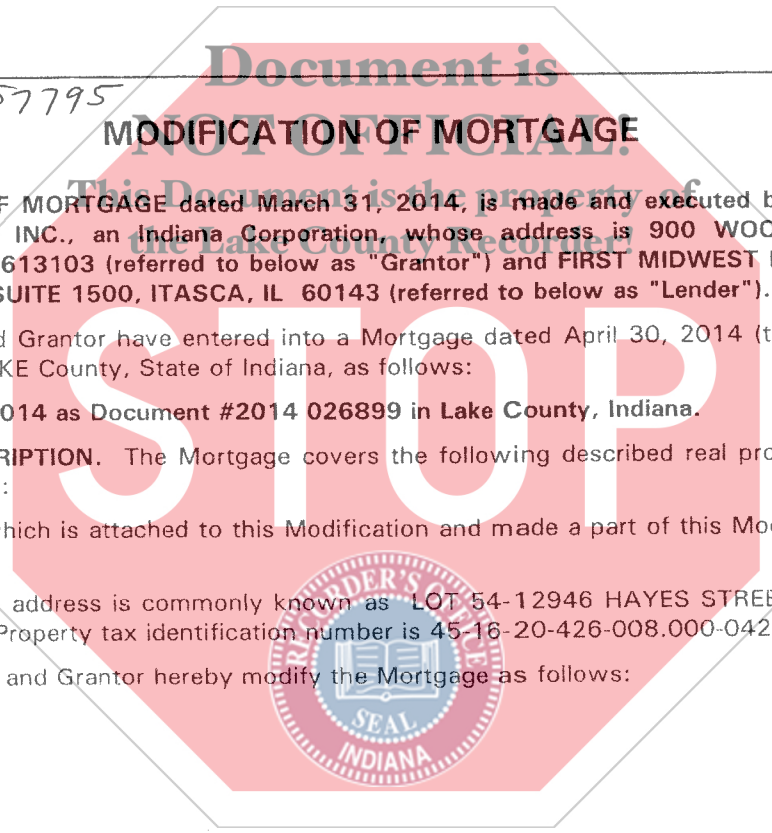 Document is
57795
NOT OFFICIAL!
MODIFICATION OF MORTGAGE
This Document is the property of
F MORTGAGE dated March 31, 2014, is made and executed b
the Lake County Recorder!
INC., an Indiana Corporation, whose address is 900 WOO
613103 (referred to below as "Grantor") and FIRST MIDWEST
SUITE 1500, ITASCA, IL 60143 (referred to below as "Lender").
d Grantor have entered into a Mortgage dated April 30, 2014 (t
KE County, State of Indiana, as follows:
014 as Document #2014 026899 in Lake County, Indiana.
STOP
RIPTION. The Mortgage covers the following described real pro
:
hich is attached to this Modification and made a part of this Mod
address is commonly known as LOT 54-12946 HAYES STREE
Property tax identification number is 45-16-20-426-008.000-042
and Grantor hereby modify the Mortgage as follows:
RECORDER'S OFFICE
SEAL
INDIANA